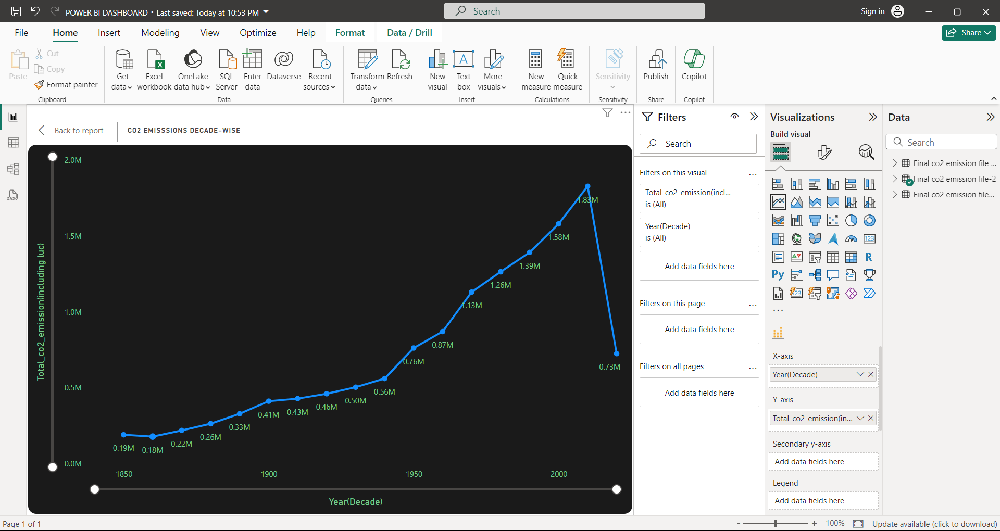 POWER BI DASHBOARD • Last saved: Today at 10:53 PM
Search
Sign in
File
Home
Insert
Modeling
View
Optimize
Help
Format
Data / Drill
Share
Paste
Cut
Copy
Format painter
Clipboard
Get data
Excel workbook
OneLake data hub
SQL Server
Enter data
Dataverse
Recent sources
Data
Transform data
Refresh
Queries
New visual
Text box
More visuals
Insert
New measure
Quick measure
Calculations
Sensitivity
Sensitivity
Publish
Share
Copilot
Copilot
Back to report
CO2 EMISSSIONS DECADE-WISE
Total_co2_emission(including luc)
2.0M
1.5M
1.0M
0.5M
0.0M
0.19M
0.18M
0.22M
0.26M
0.33M
0.41M
0.43M
0.46M
0.50M
0.56M
0.76M
0.87M
1.13M
1.26M
1.39M
1.58M
1.83M
0.73M
1850
1900
1950
2000
Year(Decade)
Filters
Search
Filters on this visual
...
Total_co2_emission(incl...
is (All)
Year(Decade)
is (All)
Add data fields here
Filters on this page
...
Add data fields here
Filters on all pages
...
Add data fields here
Visualizations
Build visual
123
R
Py
123
...
X-axis
Year(Decade)
Y-axis
Total_co2_emission(in...
Secondary y-axis
Add data fields here
Legend
Add data fields here
Data
Search
Final co2 emission file ...
Final co2 emission file-2
Final co2 emission file...
DAX
Page 1 of 1
- + 100%
Update available (click to download)